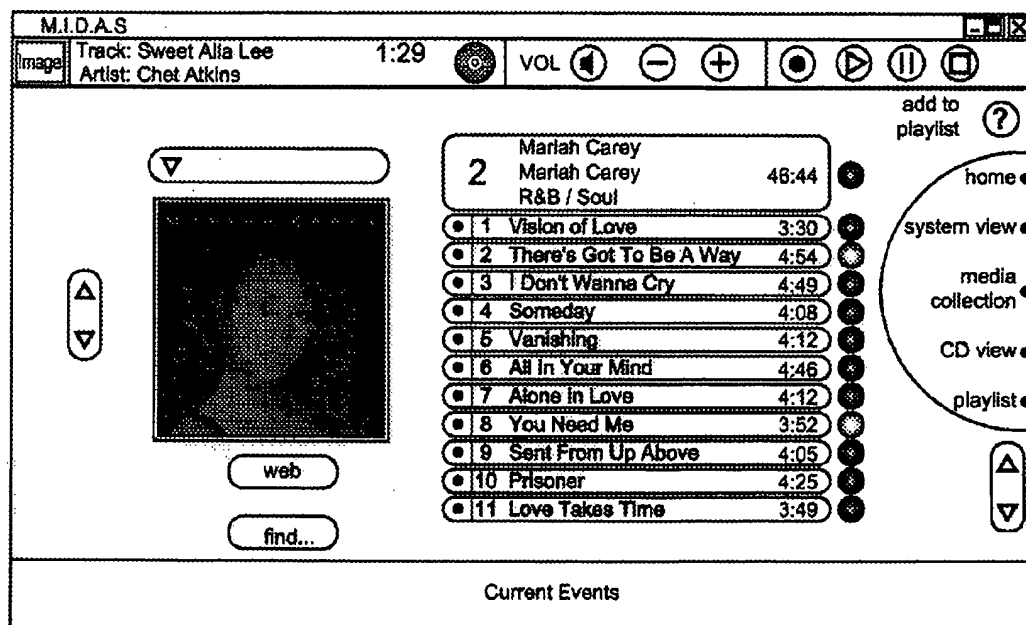 M.I.D.A.S
Image
Track: Sweet Alla Lee 1:29
Artist: Chet Atkins
VOL
add to
playlist
?
2
Mariah Carey
Mariah Carey 46:44
R&B / Soul
1 Vision of Love 3:30
2 There's Got To Be A Way 4:54
3 I Don't Wanna Cry 4:49
4 Someday 4:08
5 Vanishing 4:12
6 All In Your Mind 4:46
7 Alone in Love 4:12
8 You Need Me 3:52
9 Sent From Up Above 4:05
10 Prisoner 4:25
11 Love Takes Time 3:49
home
system view
media
collection
CD view
playlist
web
find...
Current Events